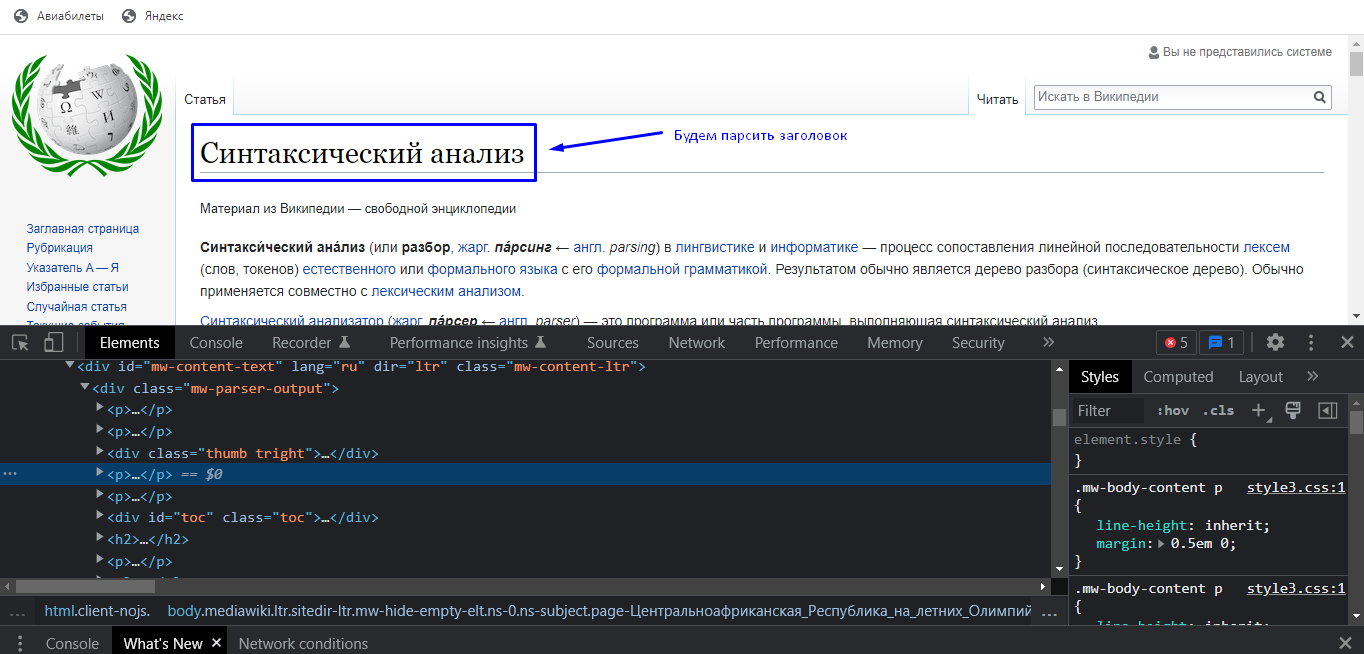 Авиабилеты Яндекс
Вы не представились системе
Статья Читать Искать в Википедии
Будем парсить заголовок
Синтаксический анализ
Материал из Википедии — свободной энциклопедии
Заглавная страница
Рубрикация
Указатель А — Я
Избранные статьи
Случайная статья
Текущие события
Синтакси́ческий ана́лиз (или разбор, жарг. па́рсинг ← англ. parsing) в лингвистике и информатике — процесс сопоставления линейной последовательности лексем
(слов, токенов) естественного или формального языка с его формальной грамматикой. Результатом обычно является дерево разбора (синтаксическое дерево). Обычно
применяется совместно с лексическим анализом.
Синтаксический анализатор (жарг. па́рсер ← англ. parser) — это программа или часть программы, выполняющая синтаксический анализ.
Elements Console Recorder Performance insights Sources Network Performance Memory Security » 5 1
<div id="mw-content-text" lang="ru" dir="ltr" class="mw-content-ltr">
<div class="mw-parser-output">
<p>…</p>
<p>…</p>
<div class="thumb tright">…</div>
<p>…</p> == $0
<p>…</p>
<div id="toc" class="toc">…</div>
<h2>…</h2>
<p>…</p>
Styles Computed Layout »
Filter :hov .cls +
element.style {
}
.mw-body-content p style3.css:1
{
line-height: inherit;
margin: 0.5em 0;
}
.mw-body-content p style3.css:1
{
line-height: inherit;
... html.client-nojs. body.mediawiki.ltr.sitedir-ltr.mw-hide-empty-elt.ns-0.ns-subject.page-Центральноафриканская_Республика_на_летних_Олимпий ...
Console What's New × Network conditions